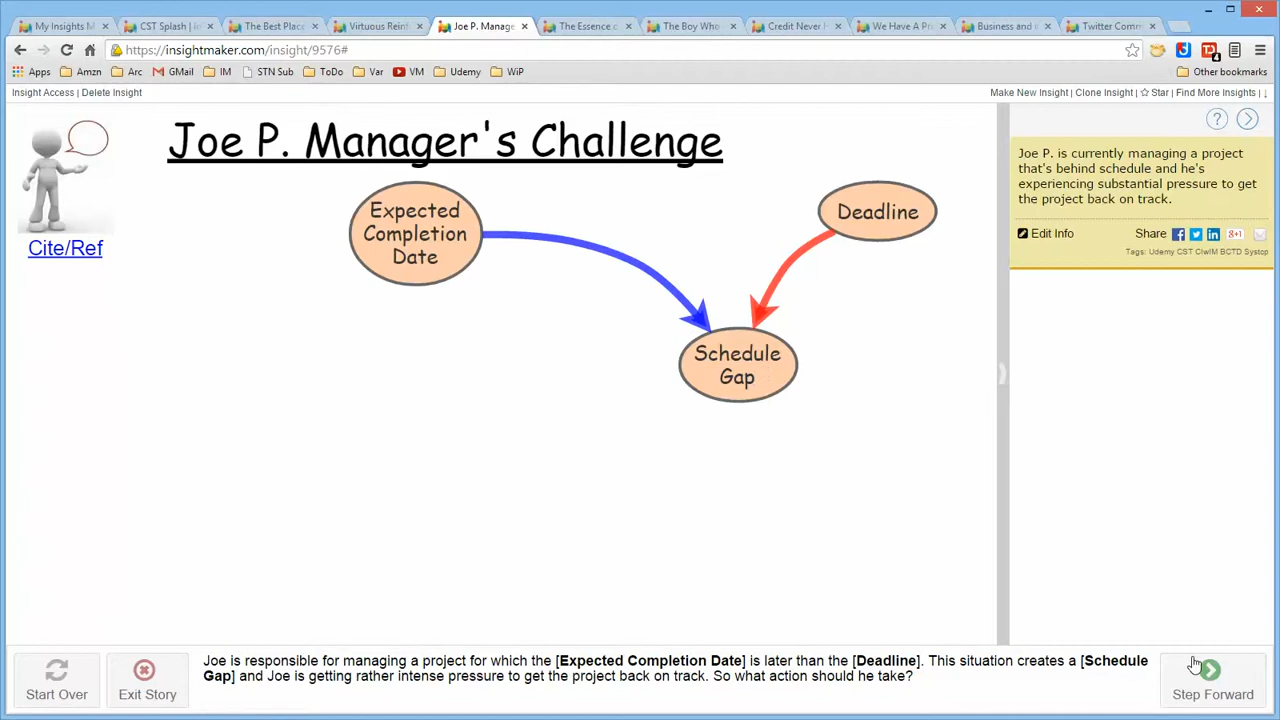 My Insights M
CST Splash | In
The Best Place
Virtuous Reinf
Joe P. Manage
The Essence o
The Boy Who
Credit Never H
We Have A Pr
Business and I
Twitter Comm
https://insightmaker.com/insight/9576#
4
Apps
Amzn
Arc
GMail
IM
STN Sub
ToDo
Var
VM
Udemy
WiP
Other bookmarks
Insight Access | Delete Insight
Make New Insight | Clone Insight | Star | Find More Insights | ↓
Joe P. Manager's Challenge
Cite/Ref
Expected
Completion
Date
Deadline
Schedule
Gap
?
Joe P. is currently managing a project
that's behind schedule and he's
experiencing substantial pressure to get
the project back on track.
Edit Info
Share
g+1
Tags: Udemy CST CIwIM BCTD Systop
Start Over
Exit Story
Joe is responsible for managing a project for which the [Expected Completion Date] is later than the [Deadline]. This situation creates a [Schedule
Gap] and Joe is getting rather intense pressure to get the project back on track. So what action should he take?
Step Forward